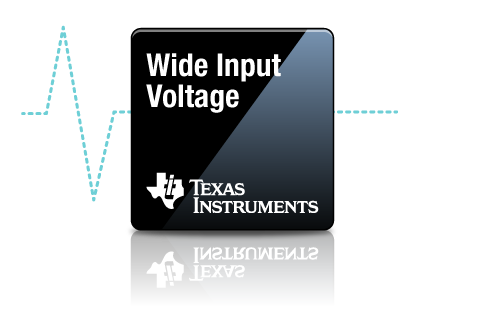 Wide Input
Voltage
TEXAS
INSTRUMENTS